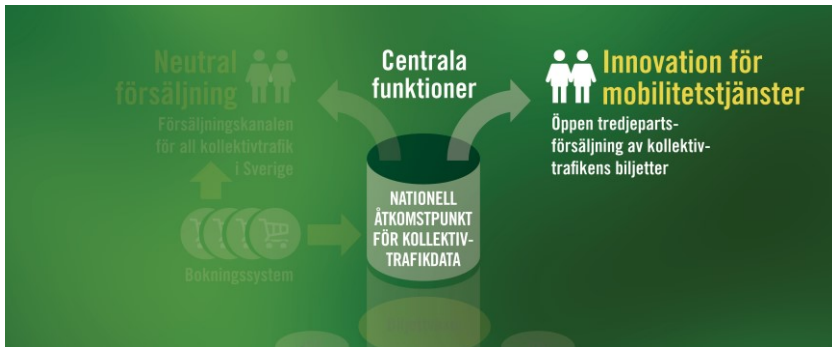 Neutral
försäljning
Försäljningskanalen
för all kollektivtrafik
i Sverige
Bokningssystem
Centrala
funktioner
NATIONELL
ÅTKOMSTPUNKT
FÖR KOLLEKTIV-
TRAFIKDATA
Innovation för
mobilitetstjänster
Öppen tredjeparts-
försäljning av kollektiv-
trafikens biljetter